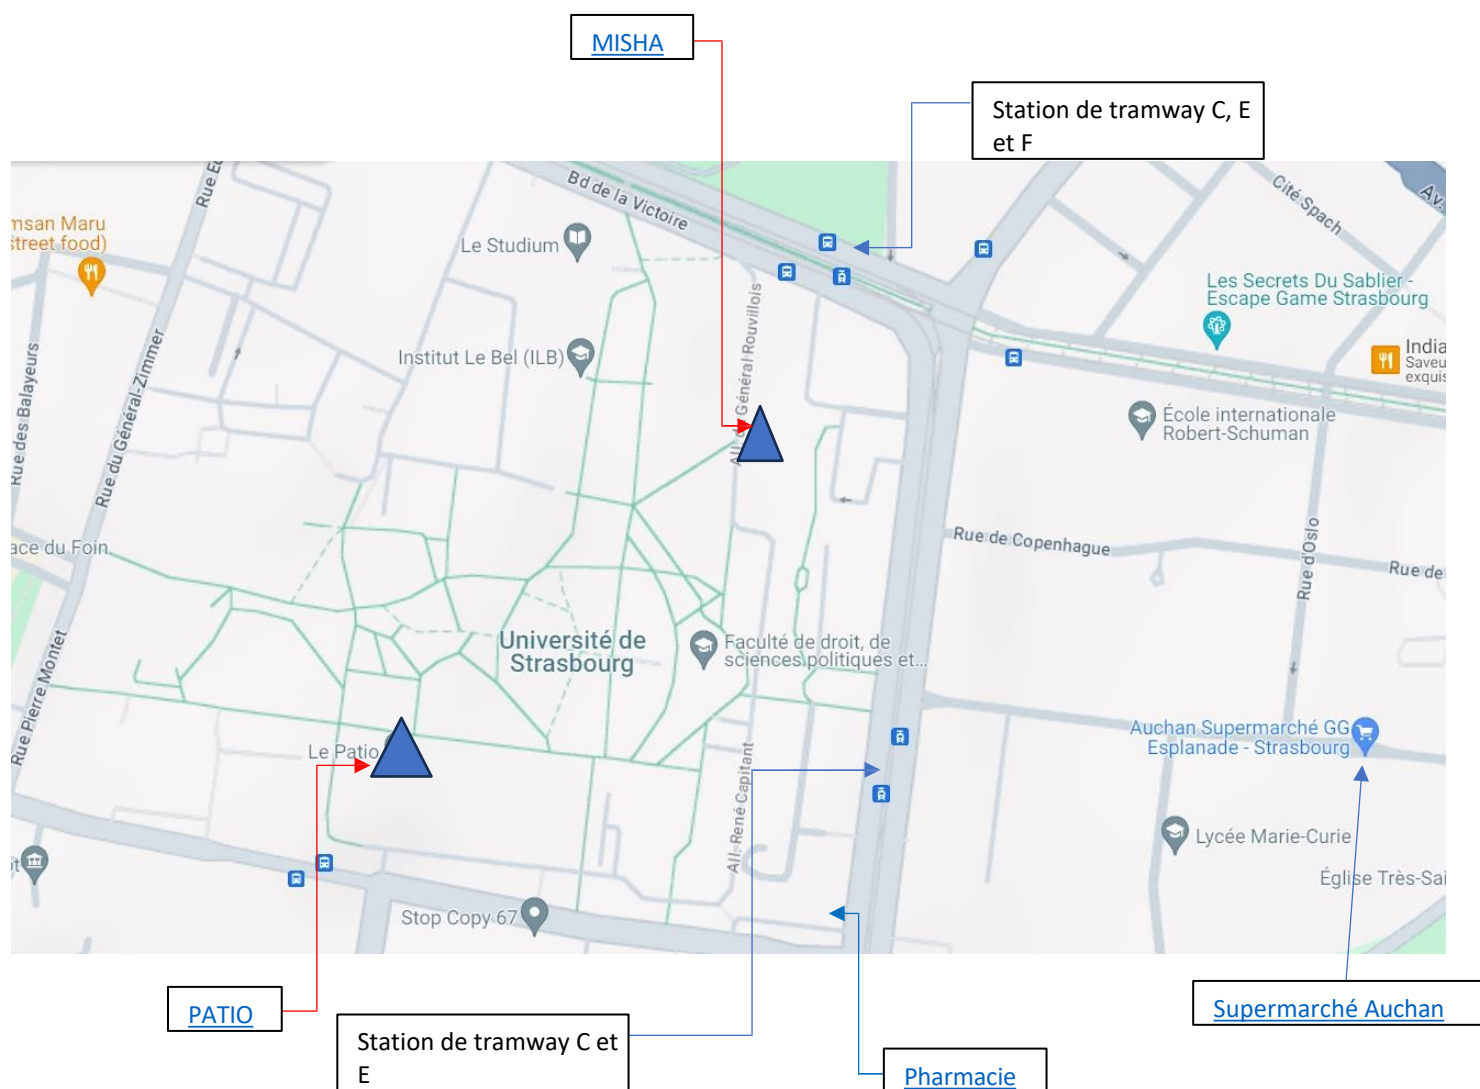 MISHA
Station de tramway C, E
et F
Bd de la Victoire
Rue Ec
Cité Spach
Av.
msan Maru
street food)
Le Studium
Les Secrets Du Sablier -
Escape Game Strasbourg
India
Saveu
exquis
Institut Le Bel (ILB)
All. du Général Rouvillois
École internationale
Robert-Schuman
Rue des Balayeurs
Rue du Général-Zimmer
ace du Foin
Rue de Copenhague
Rue d'Oslo
Rue de
Université de
Strasbourg
Faculté de droit, de
sciences politiques et...
Rue Pierre Montet
Le Patio
Auchan Supermarché GG
Esplanade - Strasbourg
All. René Capitant
Lycée Marie-Curie
Église Très-Sai
ot
Stop Copy 67
PATIO
Station de tramway C et
E
Pharmacie
Supermarché Auchan